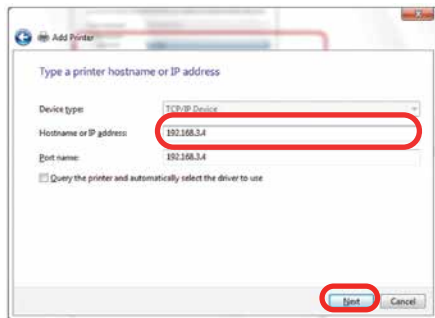 Add Printer
Type a printer hostname or IP address
Device type: TCP/IP Device
Hostname or IP address: 192.168.3.4
Port name: 192.168.3.4
Query the printer and automatically select the driver to use
Next Cancel